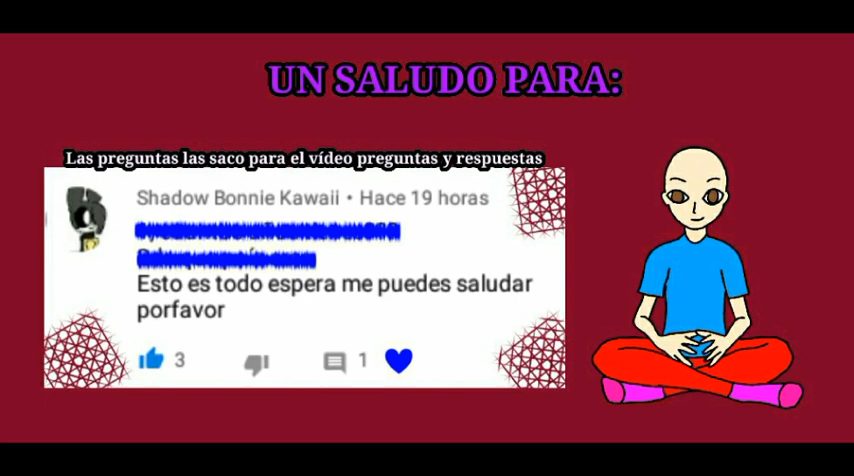 UN SALUDO PARA:
Las preguntas las saco para el vídeo preguntas y respuestas
Shadow Bonnie Kawaii • Hace 19 horas
Esto es todo espera me puedes saludar
porfavor
3
1